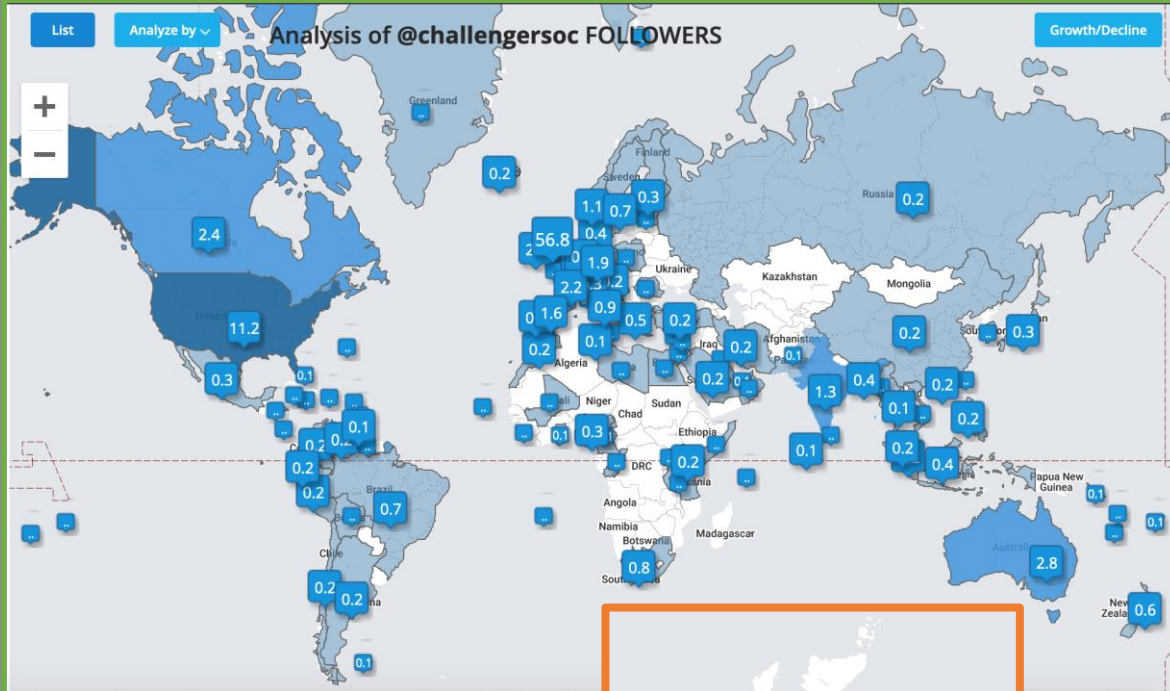 List
Analyze by
Analysis of @challengersoc FOLLOWERS
Growth/Decline
+
−
Greenland
..
0.2
Finland
Sweden
0.3
1.1
0.7
Russia
0.2
2.4
56.8
0.4
1.9
Ukraine
Kazakhstan
Mongolia
2.2
11.2
1.6
0.9
0.5
0.2
0.2
0.3
0.2
0.1
Algeria
Iraq
0.2
Afghanistan
0.1
0.3
0.1
0.2
1.3
0.4
0.2
Niger
Chad
Sudan
0.1
0.2
0.1
0.1
0.3
Ethiopia
0.2
0.2
DRC
0.2
0.1
0.2
0.4
Papua New
Guinea
0.2
Brazil
0.7
Angola
0.1
0.1
Namibia
Botswana
Madagascar
Chile
0.8
Australia
2.8
0.2
0.2
New
0.6
0.1